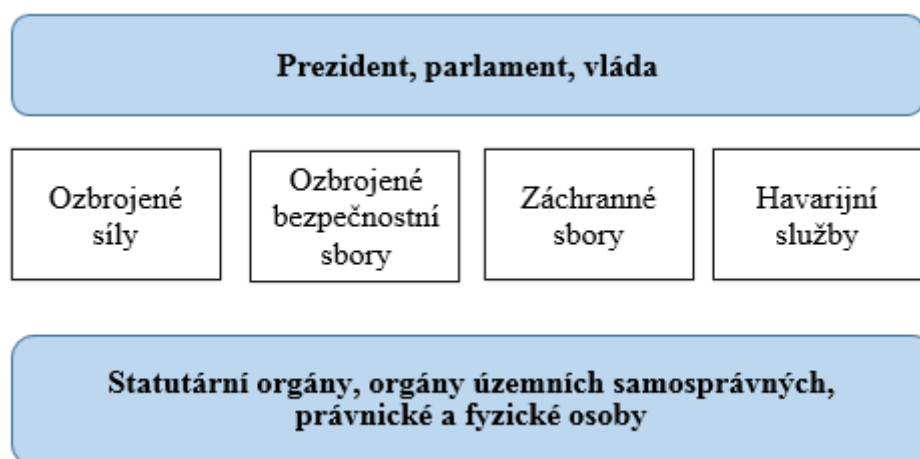 Prezident, parlament, vláda
Ozbrojené
síly
Ozbrojené
bezpečnostní
sbory
Záchranné
sbory
Havarijní
služby
Statutární orgány, orgány územních samosprávných,
právnické a fyzické osoby